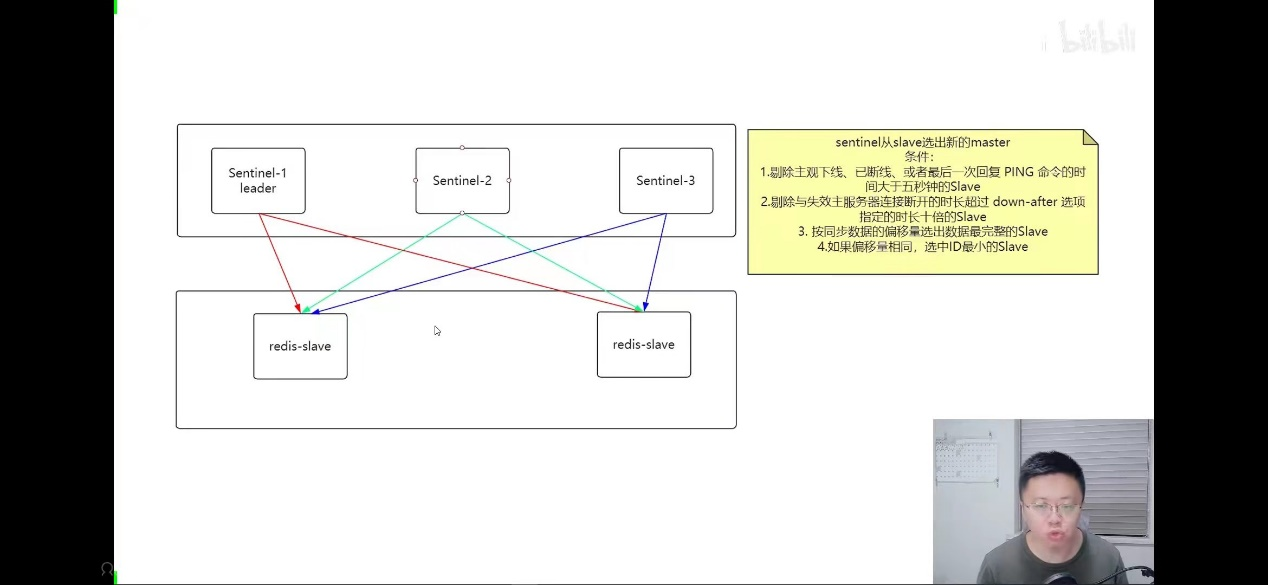 bilibili
Sentinel-1
leader
Sentinel-2
Sentinel-3
redis-slave
redis-slave
sentinel从slave选出新的master
条件：
1.剔除主观下线、已断线、或者最后一次回复 PING 命令的时
间大于五秒钟的Slave
2.剔除与失效主服务器连接断开的时长超过 down-after 选项
指定的时长十倍的Slave
3. 按同步数据的偏移量选出数据最完整的Slave
4.如果偏移量相同，选中ID最小的Slave